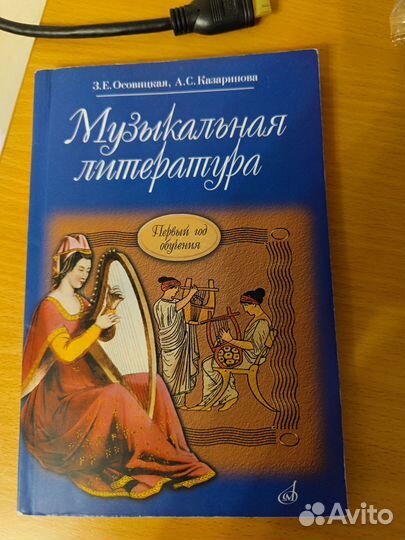 З.Е.Осовицкая, А.С.Казаринова
Музыкальная
литература
Первый год
обучения
Avito